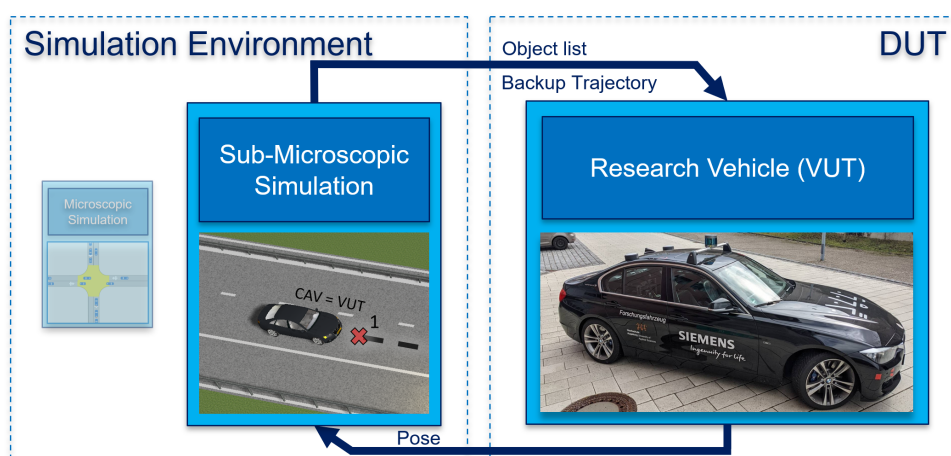 Simulation Environment
DUT
Object list
Backup Trajectory
Microscopic
Simulation
Sub-Microscopic
Simulation
Research Vehicle (VUT)
CAV = VUT
1
Forschungsfahrzeug
SIEMENS
Ingenuity for life
Pose